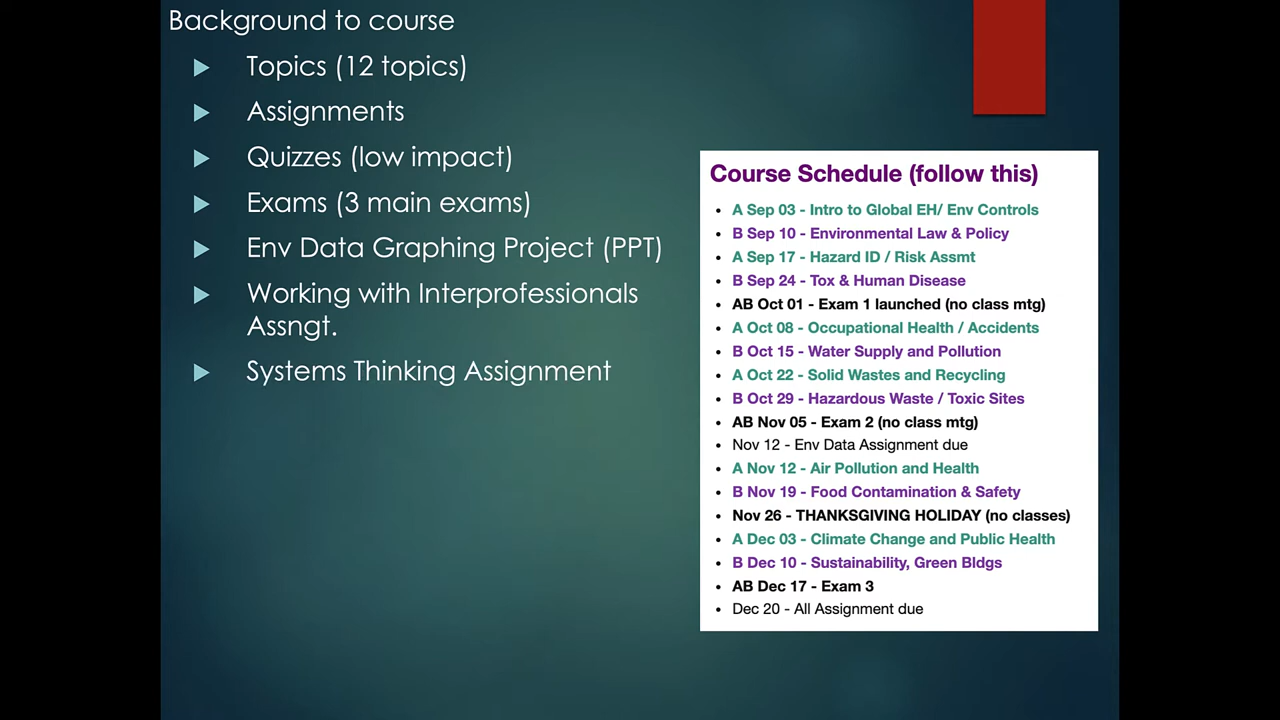 Background to course
Topics (12 topics)
Assignments
Quizzes (low impact)
Exams (3 main exams)
Env Data Graphing Project (PPT)
Working with Interprofessionals
Assngt.
Systems Thinking Assignment
Course Schedule (follow this)
A Sep 03 - Intro to Global EH/ Env Controls
B Sep 10 - Environmental Law & Policy
A Sep 17 - Hazard ID / Risk Assmt
B Sep 24 - Tox & Human Disease
AB Oct 01 - Exam 1 launched (no class mtg)
A Oct 08 - Occupational Health / Accidents
B Oct 15 - Water Supply and Pollution
A Oct 22 - Solid Wastes and Recycling
B Oct 29 - Hazardous Waste / Toxic Sites
AB Nov 05 - Exam 2 (no class mtg)
Nov 12 - Env Data Assignment due
A Nov 12 - Air Pollution and Health
B Nov 19 - Food Contamination & Safety
Nov 26 - THANKSGIVING HOLIDAY (no classes)
A Dec 03 - Climate Change and Public Health
B Dec 10 - Sustainability, Green Bldgs
AB Dec 17 - Exam 3
Dec 20 - All Assignment due